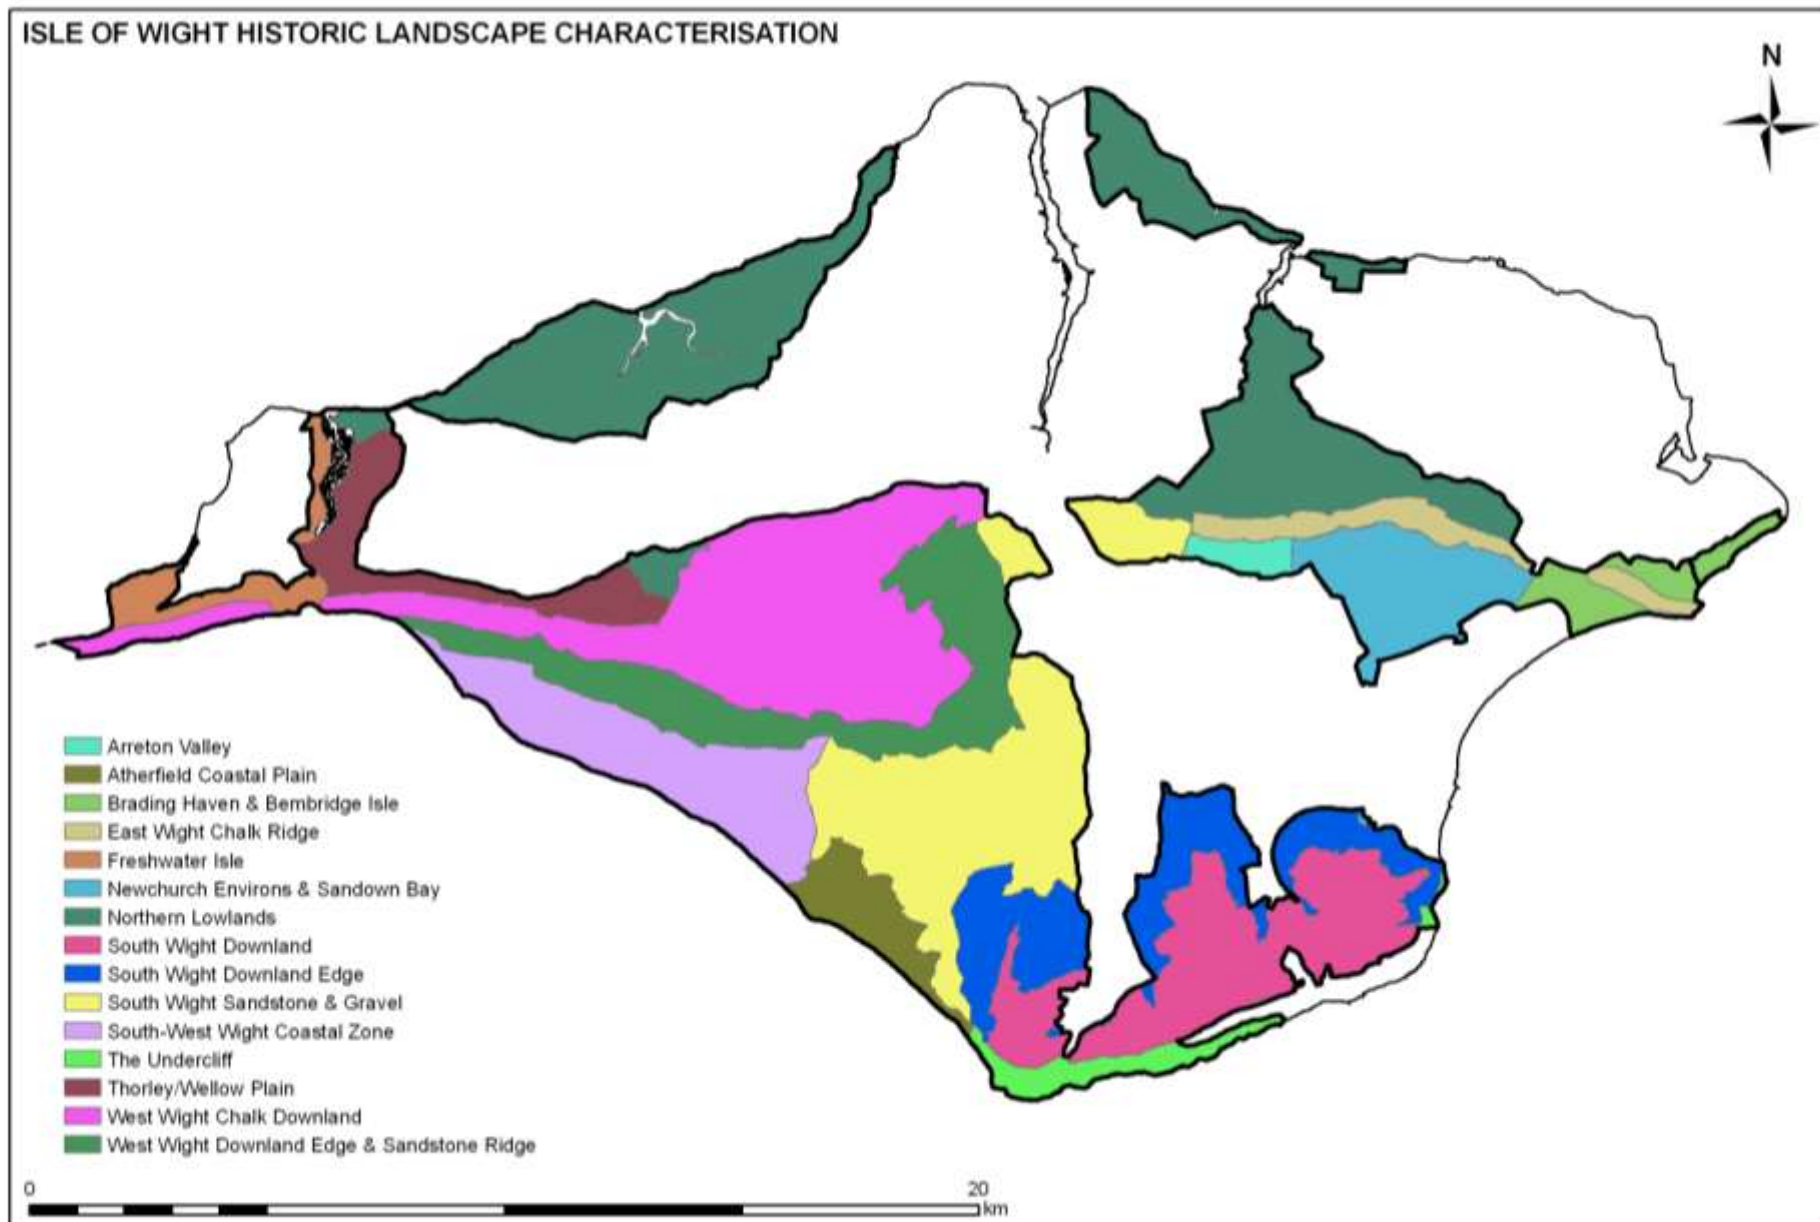 ISLE OF WIGHT HISTORIC LANDSCAPE CHARACTERISATION
N
Arreton Valley
Atherfield Coastal Plain
Brading Haven & Bembridge Isle
East Wight Chalk Ridge
Freshwater Isle
Newchurch Environs & Sandown Bay
Northern Lowlands
South Wight Downland
South Wight Downland Edge
South Wight Sandstone & Gravel
South-West Wight Coastal Zone
The Undercliff
Thorley/Wellow Plain
West Wight Chalk Downland
West Wight Downland Edge & Sandstone Ridge
0 20
km